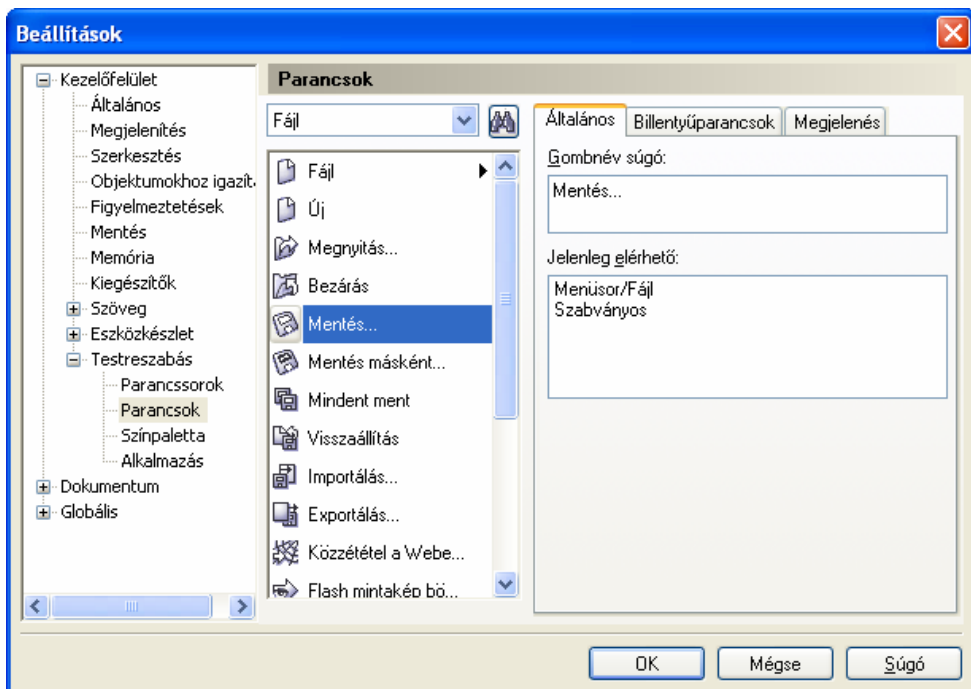 Beállítások
Kezelőfelület
Általános
Megjelenítés
Szerkesztés
Objektumokhoz igazít.
Figyelmeztetések
Mentés
Memória
Kiegészítők
Szöveg
Eszközkészlet
Testreszabás
Parancssorok
Parancsok
Színpaletta
Alkalmazás
Dokumentum
Globális
Parancsok
Fájl
Fájl
Új
Megnyitás...
Bezárás
Mentés...
Mentés másként...
Mindent ment
Visszaállítás
Importálás...
Exportálás...
Közzététel a Webe...
Flash mintakép bö...
Általános
Billentyűparancsok
Megjelenés
Gombnév súgó:
Mentés...
Jelenleg elérhető:
Menüsor/Fájl
Szabványos
OK
Mégse
Súgó